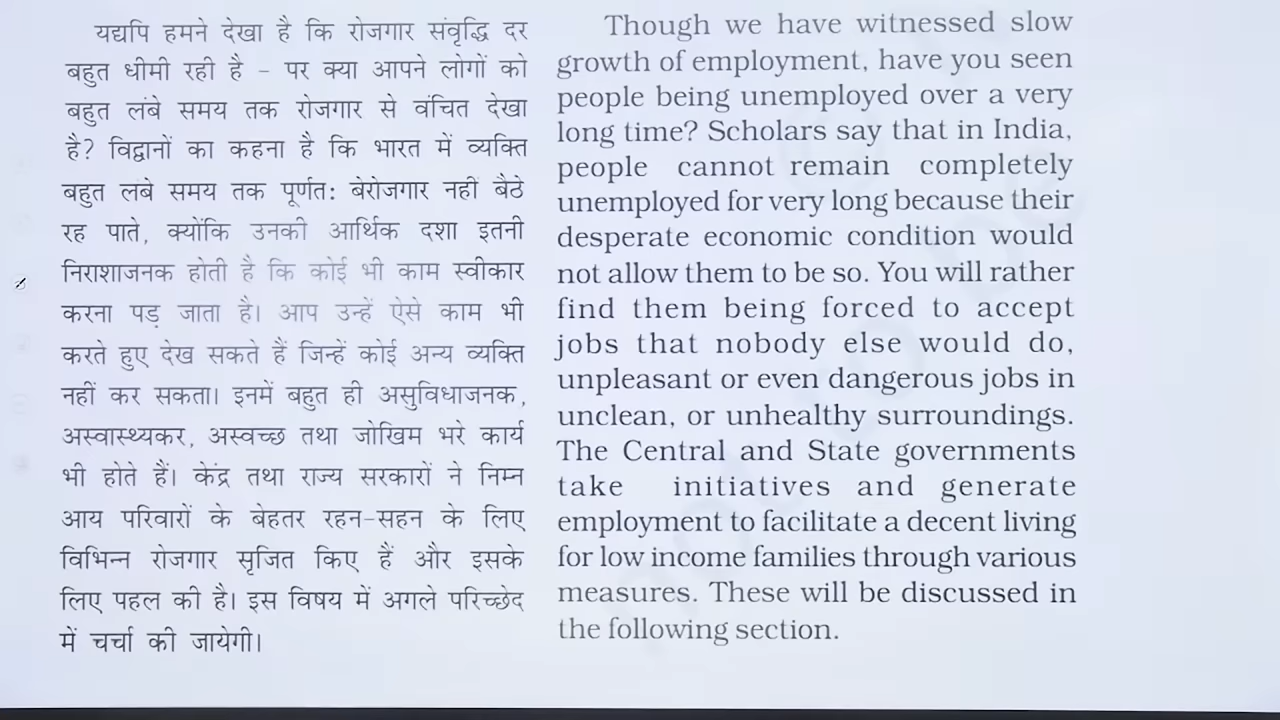 यद्यपि हमने देखा है कि रोजगार संवृद्धि दर
बहुत धीमी रही है – पर क्या आपने लोगों को
बहुत लंबे समय तक रोजगार से वंचित देखा
है? विद्वानों का कहना है कि भारत में व्यक्ति
बहुत लंबे समय तक पूर्णत: बेरोजगार नहीं बैठे
रह पाते, क्योंकि उनकी आर्थिक दशा इतनी
निराशाजनक होती है कि कोई भी काम स्वीकार
करना पड़ जाता है। आप उन्हें ऐसे काम भी
करते हुए देख सकते हैं जिन्हें कोई अन्य व्यक्ति
नहीं कर सकता। इनमें बहुत ही असुविधाजनक,
अस्वास्थ्यकर, अस्वच्छ तथा जोखिम भरे कार्य
भी होते हैं। केंद्र तथा राज्य सरकारों ने निम्न
आय परिवारों के बेहतर रहन-सहन के लिए
विभिन्न रोजगार सृजित किए हैं और इसके
लिए पहल की है। इस विषय में अगले परिच्छेद
में चर्चा की जायेगी।
Though we have witnessed slow
growth of employment, have you seen
people being unemployed over a very
long time? Scholars say that in India,
people cannot remain completely
unemployed for very long because their
desperate economic condition would
not allow them to be so. You will rather
find them being forced to accept
jobs that nobody else would do,
unpleasant or even dangerous jobs in
unclean, or unhealthy surroundings.
The Central and State governments
take initiatives and generate
employment to facilitate a decent living
for low income families through various
measures. These will be discussed in
the following section.